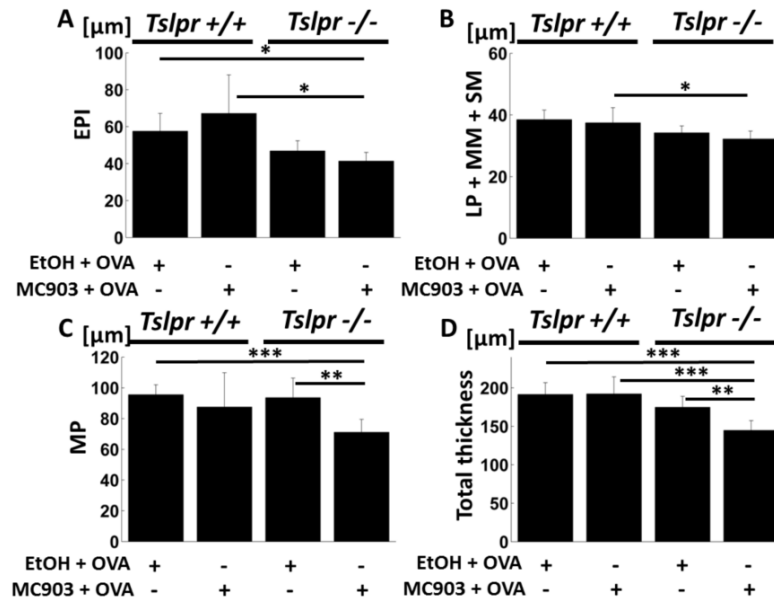 A
[µm]
Tslpr +/+
Tslpr -/-
100
80
60
40
20
0
EPI
*
*
EtOH + OVA + - + -
MC903 + OVA - + - +
B
[µm]
Tslpr +/+
Tslpr -/-
60
40
20
0
LP + MM + SM
*
EtOH + OVA + - + -
MC903 + OVA - + - +
C
[µm]
Tslpr +/+
Tslpr -/-
120
100
80
60
40
20
0
MP
***
**
EtOH + OVA + - + -
MC903 + OVA - + - +
D
[µm]
Tslpr +/+
Tslpr -/-
200
150
100
50
0
Total thickness
***
***
**
EtOH + OVA + - + -
MC903 + OVA - + - +